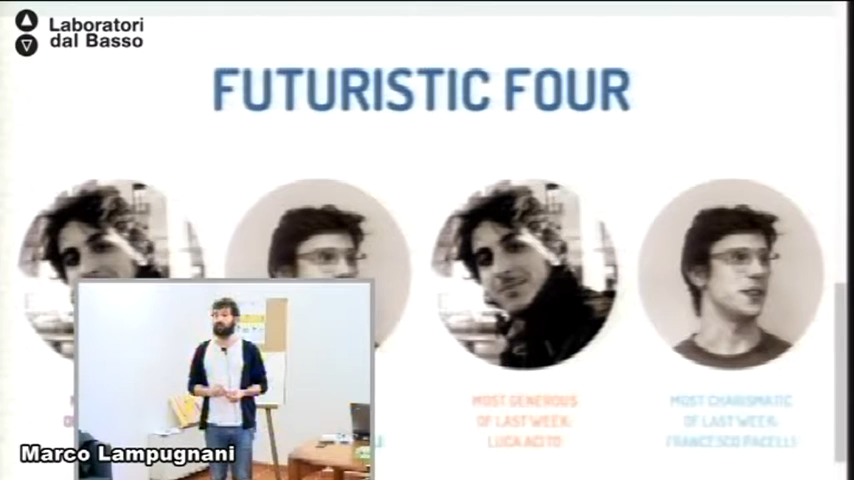 Laboratori
dal Basso
FUTURISTIC FOUR
MOST GENEROUS
OF LAST WEEK:
LUCA ACITO
MOST CHARISMATIC
OF LAST WEEK:
FRANCESCO PACELLI
Marco Lampugnani